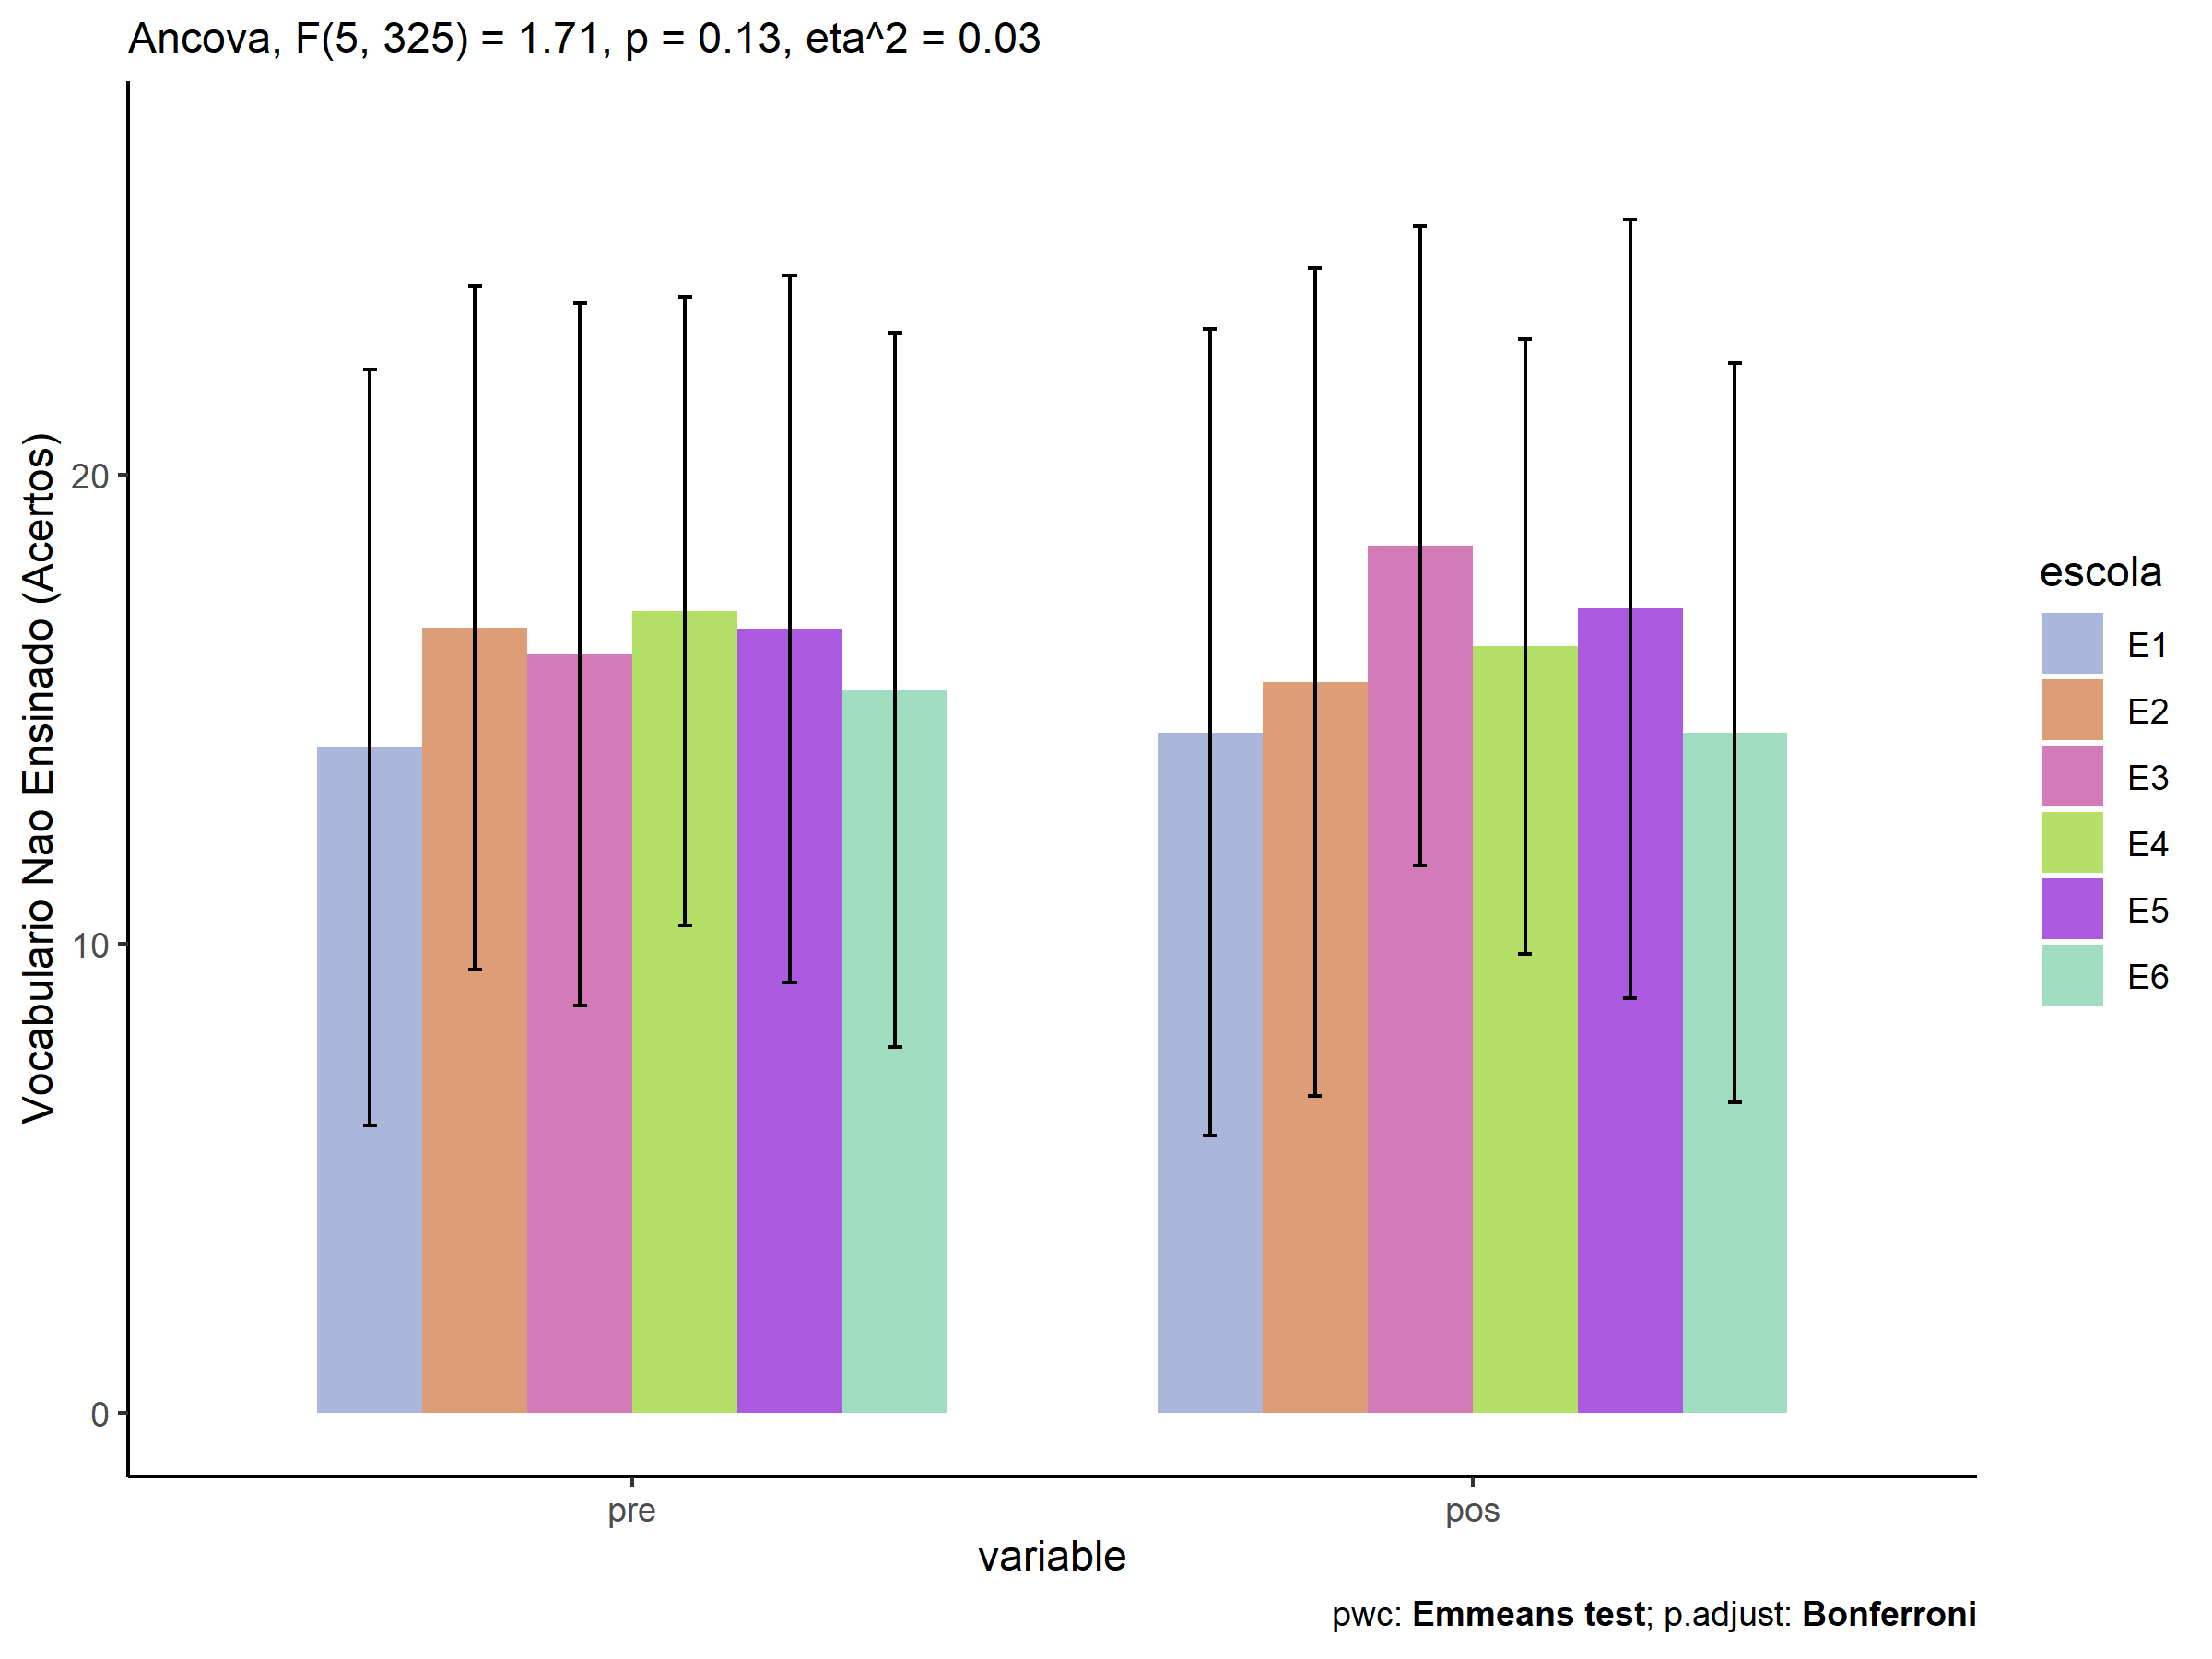 Ancova, F(5, 325) = 1.71, p = 0.13, eta^2 = 0.03
Vocabulario Nao Ensinado (Acertos)
20
10
0
pre
pos
variable
escola
E1
E2
E3
E4
E5
E6
pwc: Emmeans test; p.adjust: Bonferroni